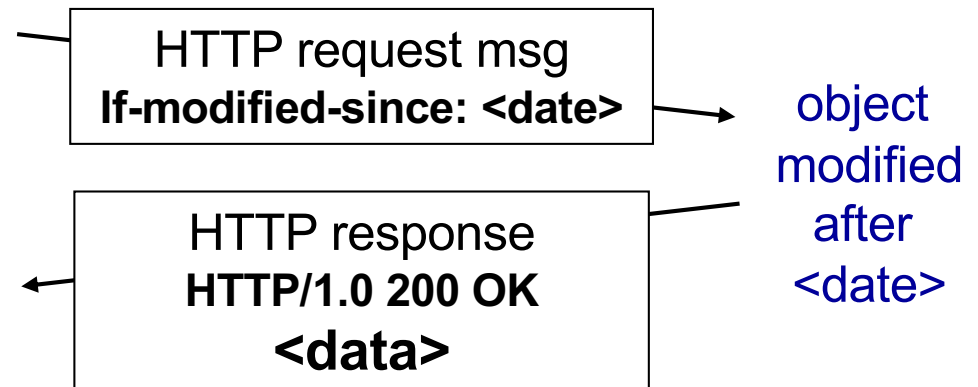 HTTP request msg
If-modified-since: <date>
object
modified
after
<date>
HTTP response
HTTP/1.0 200 OK
<data>